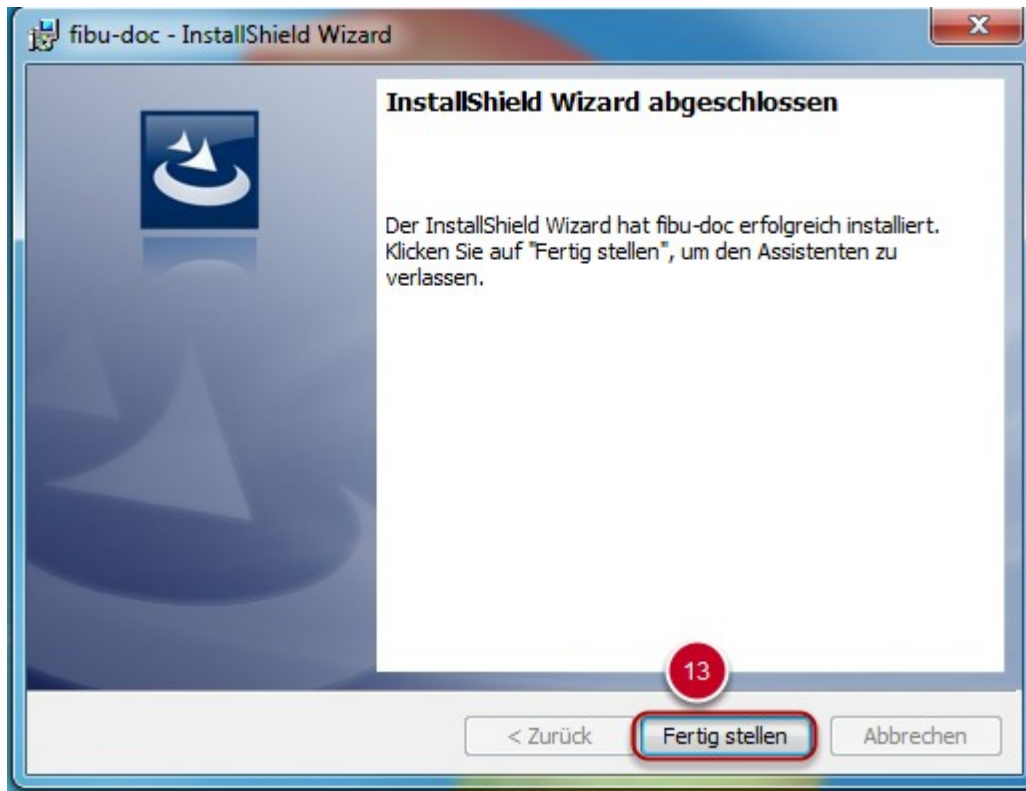 fibu-doc - InstallShield Wizard
InstallShield Wizard abgeschlossen
Der InstallShield Wizard hat fibu-doc erfolgreich installiert.
Klicken Sie auf "Fertig stellen", um den Assistenten zu
verlassen.
13
< Zurück
Fertig stellen
Abbrechen